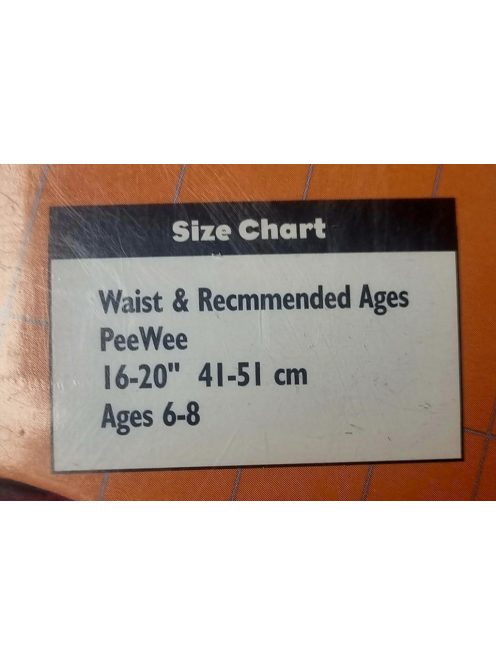 Size Chart
Waist & Recmmended Ages
PeeWee
16-20" 41-51 cm
Ages 6-8